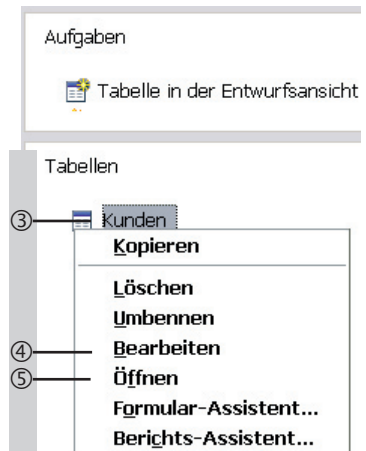 Aufgaben
Tabelle in der Entwurfsansicht
Tabellen
③ Kunden
Kopieren
Löschen
Umbennen
④ Bearbeiten
⑤ Öffnen
Formular-Assistent...
Berichts-Assistent...